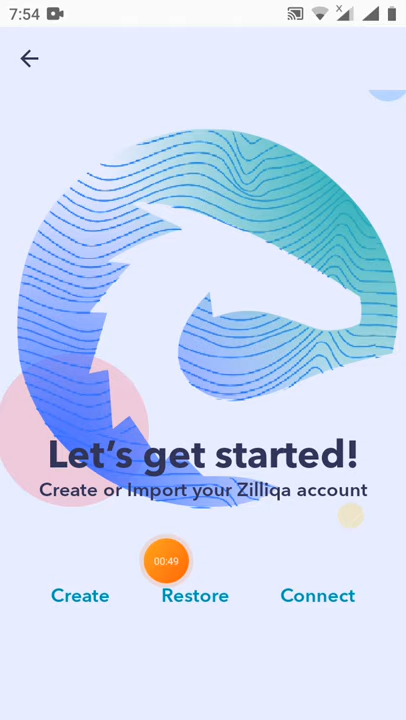 7:54
x
Let's get started!
Create or Import your Zilliqa account
00:49
Create Restore Connect